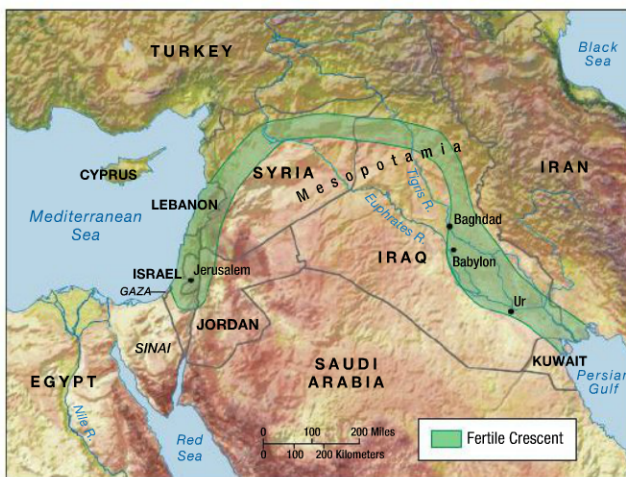 TURKEY
Black
Sea
CYPRUS
SYRIA
Mesopotamia
Tigris R.
IRAN
LEBANON
Mediterranean
Sea
Euphrates R.
Baghdad
ISRAEL
Jerusalem
IRAQ
Babylon
GAZA
Ur
JORDAN
SINAI
KUWAIT
EGYPT
SAUDI
ARABIA
Persian
Gulf
Nile R.
Red
Sea
0 100 200 Miles
0 100 200 Kilometers
Fertile Crescent